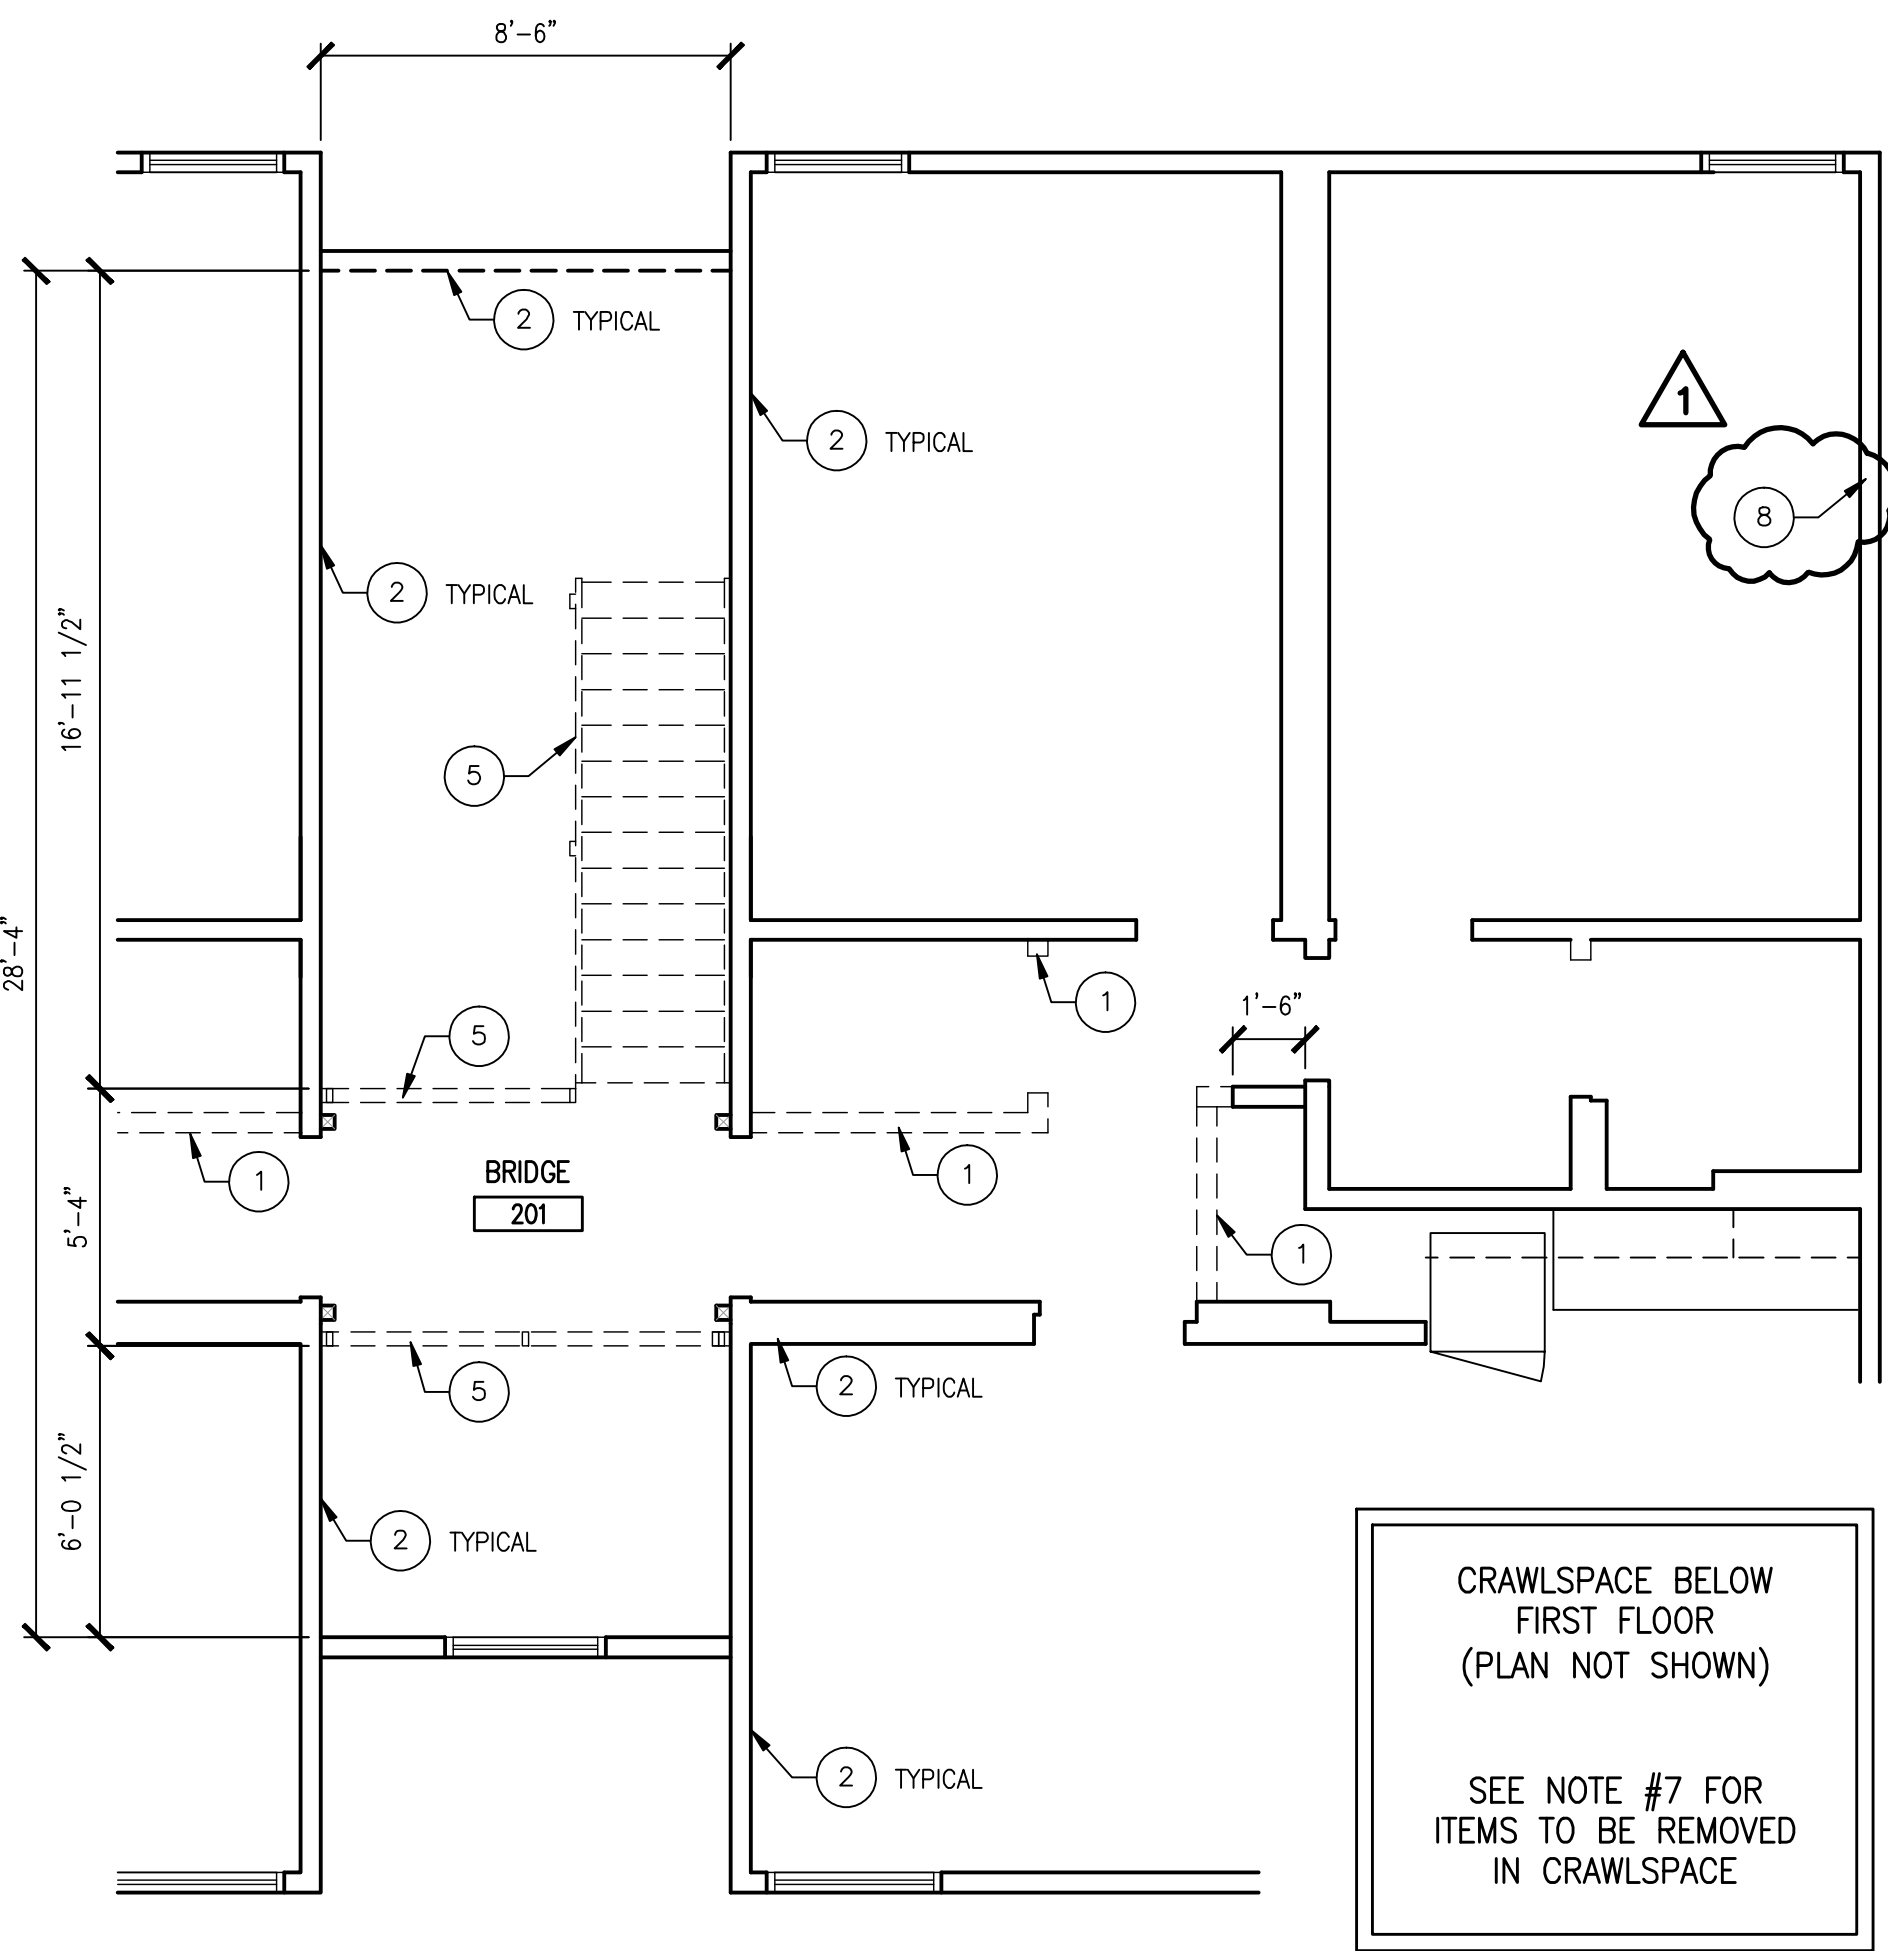 8'-6"
2 TYPICAL
1
2 TYPICAL
8
2 TYPICAL
16'-11 1/2"
5
28'-4"
1
1'-6"
5
1
BRIDGE
201
1
1
5'-4"
5
2 TYPICAL
6'-0 1/2"
2 TYPICAL
CRAWLSPACE BELOW
FIRST FLOOR
(PLAN NOT SHOWN)
SEE NOTE #7 FOR
ITEMS TO BE REMOVED
IN CRAWLSPACE
2 TYPICAL